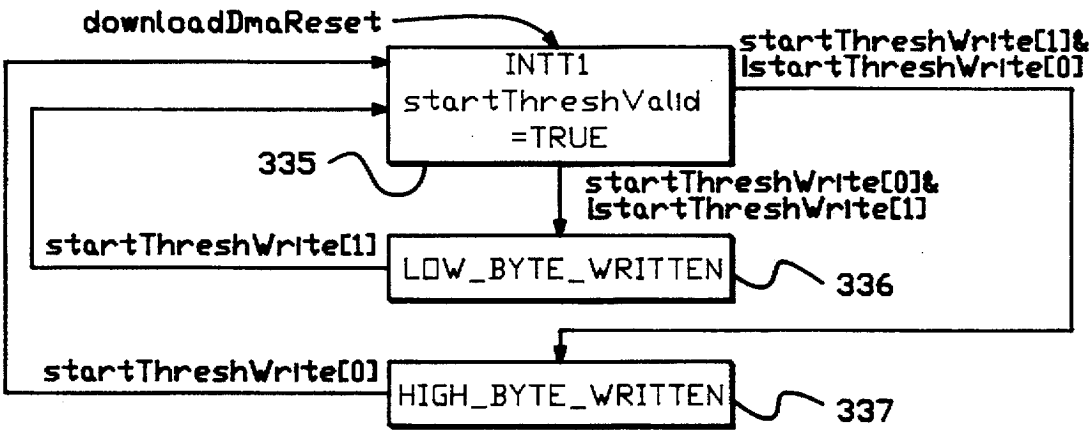 downloadDmaReset
startThreshWrite[1]&
!startThreshWrite[0]
INTT1
startThreshValid
=TRUE
335
startThreshWrite[0]&
!startThreshWrite[1]
startThreshWrite[1]
LOW_BYTE_WRITTEN
336
startThreshWrite[0]
HIGH_BYTE_WRITTEN
337